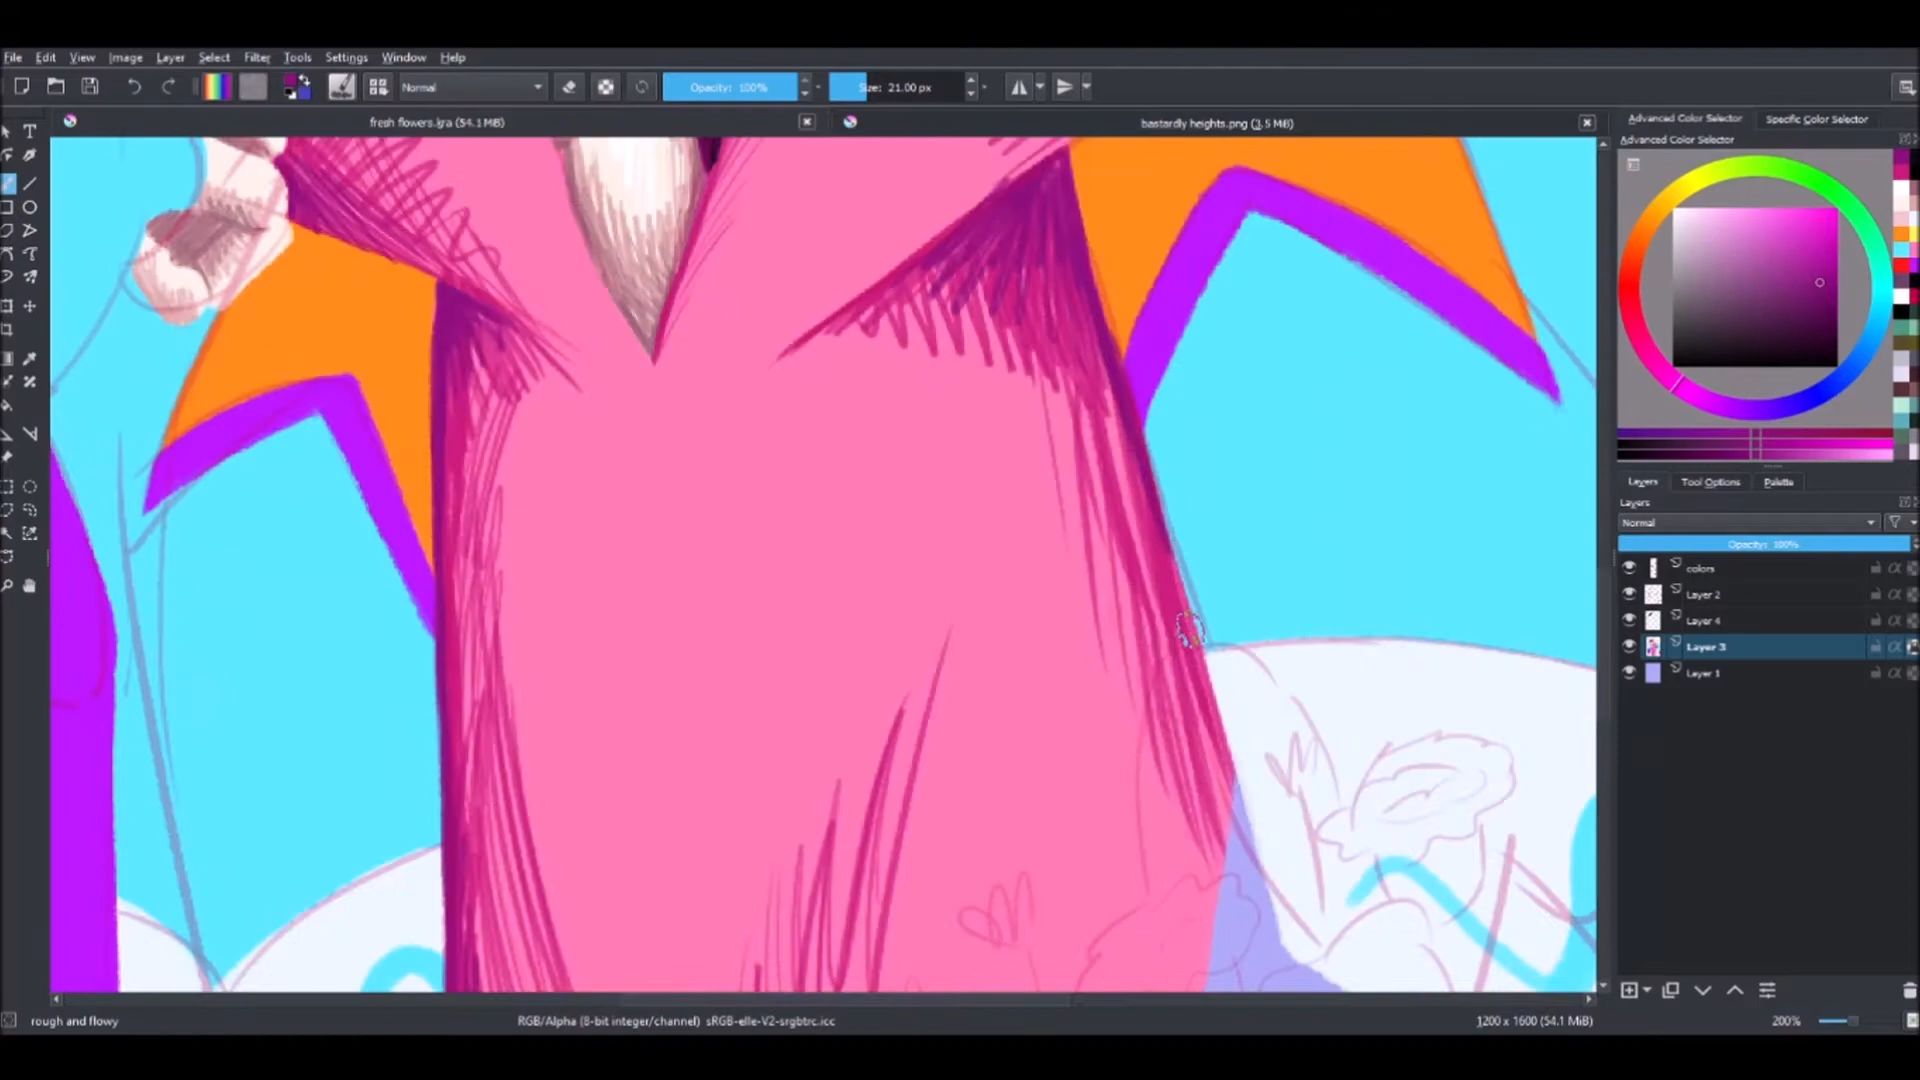 File Edit View Image Layer Select Filter Tools Settings Window Help
Normal Opacity: 100% Size: 21.00 px
fresh flowers.kra (54.1 MiB) bastardly heights.png (3.5 MiB)
Advanced Color Selector Specific Color Selector
Advanced Color Selector
Layers Tool Options Palette
Layers
Normal
Opacity: 100%
colors
Layer 2
Layer 4
Layer 3
Layer 1
rough and flowy RGB/Alpha (8-bit integer/channel) sRGB-elle-V2-srgbtrc.icc 1200 x 1600 (54.1 MiB) 200%